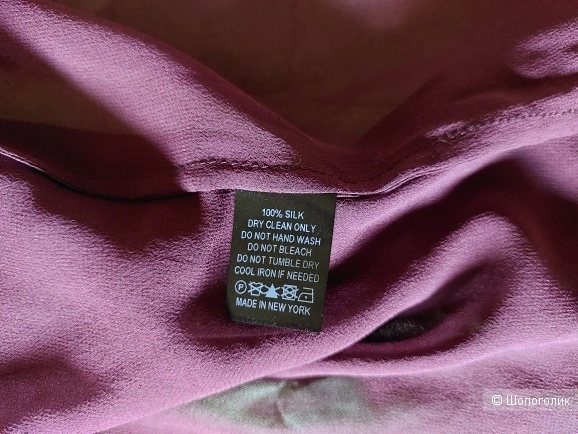 100% SILK
DRY CLEAN ONLY
DO NOT HAND WASH
DO NOT BLEACH
DO NOT TUMBLE DRY
COOL IRON IF NEEDED
P
MADE IN NEW YORK
© Шопоголик